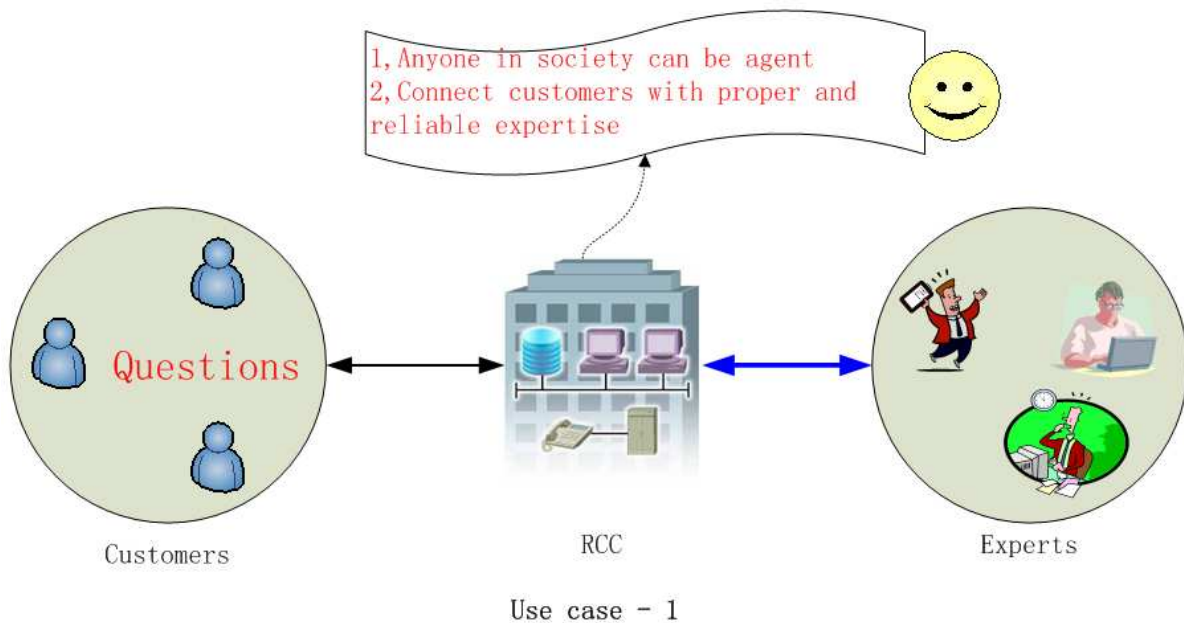 1,Anyone in society can be agent
2,Connect customers with proper and
reliable expertise
Questions
Customers
RCC
Experts
Use case - 1